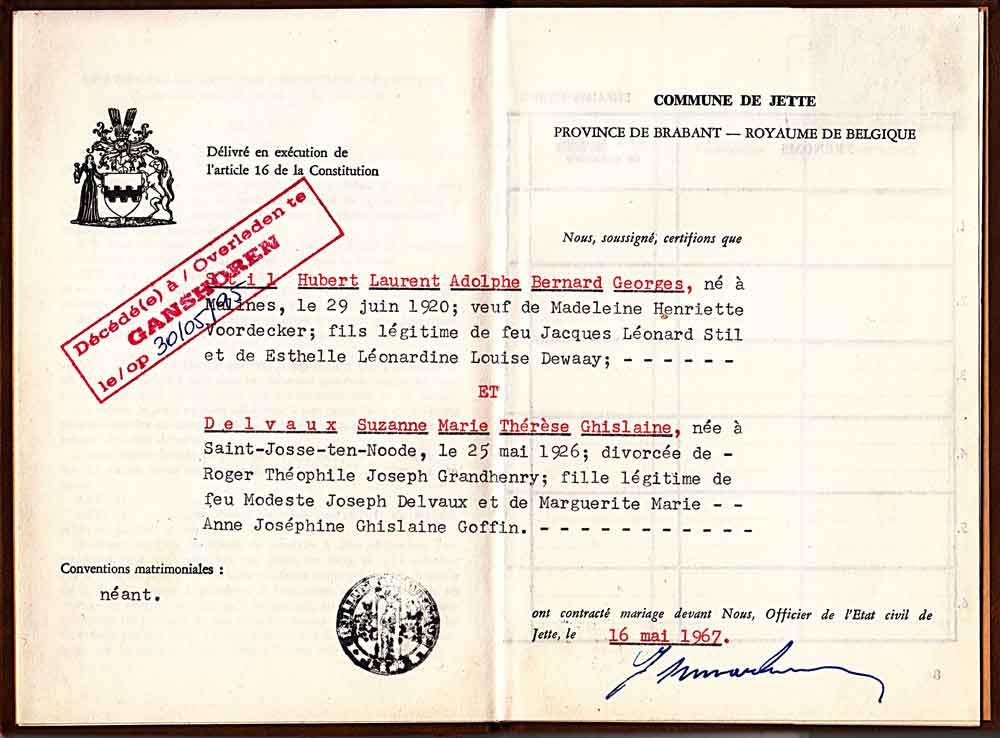 COMMUNE DE JETTE
PROVINCE DE BRABANT — ROYAUME DE BELGIQUE
Délivré en exécution de
l'article 16 de la Constitution
Décédé(e) à / Overleden te
GANSHOREN
le/op 30/05/95
Nous, soussigné, certifions que
S t i l Hubert Laurent Adolphe Bernard Georges, né à
Malines, le 29 juin 1920; veuf de Madeleine Henriette
Voordecker; fils légitime de feu Jacques Léonard Stil
et de Esthelle Léonardine Louise Dewaay; - - - - - -
ET
D e l v a u x Suzanne Marie Thérèse Ghislaine, née à
Saint-Josse-ten-Noode, le 25 mai 1926; divorcée de -
Roger Théophile Joseph Grandhenry; fille légitime de
feu Modeste Joseph Delvaux et de Marguerite Marie - -
Anne Joséphine Ghislaine Goffin. - - - - - - - - - - -
Conventions matrimoniales :
néant.
ont contracté mariage devant Nous, Officier de l'Etat civil de
Jette, le 16 mai 1967.
3